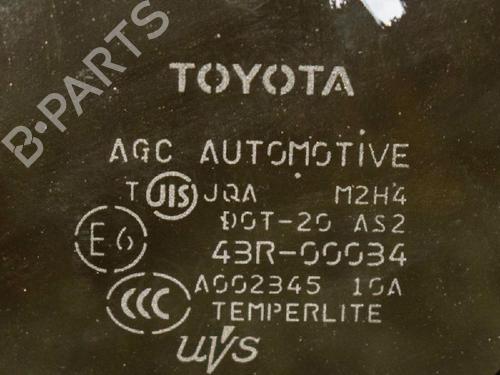 TOYOTA
AGC AUTOMOTIVE
T JIS JQA M2H4
DOT-20 AS2
E6 43R-00034
CCC A002345 10A
TEMPERLITE
uVs
B·PARTS